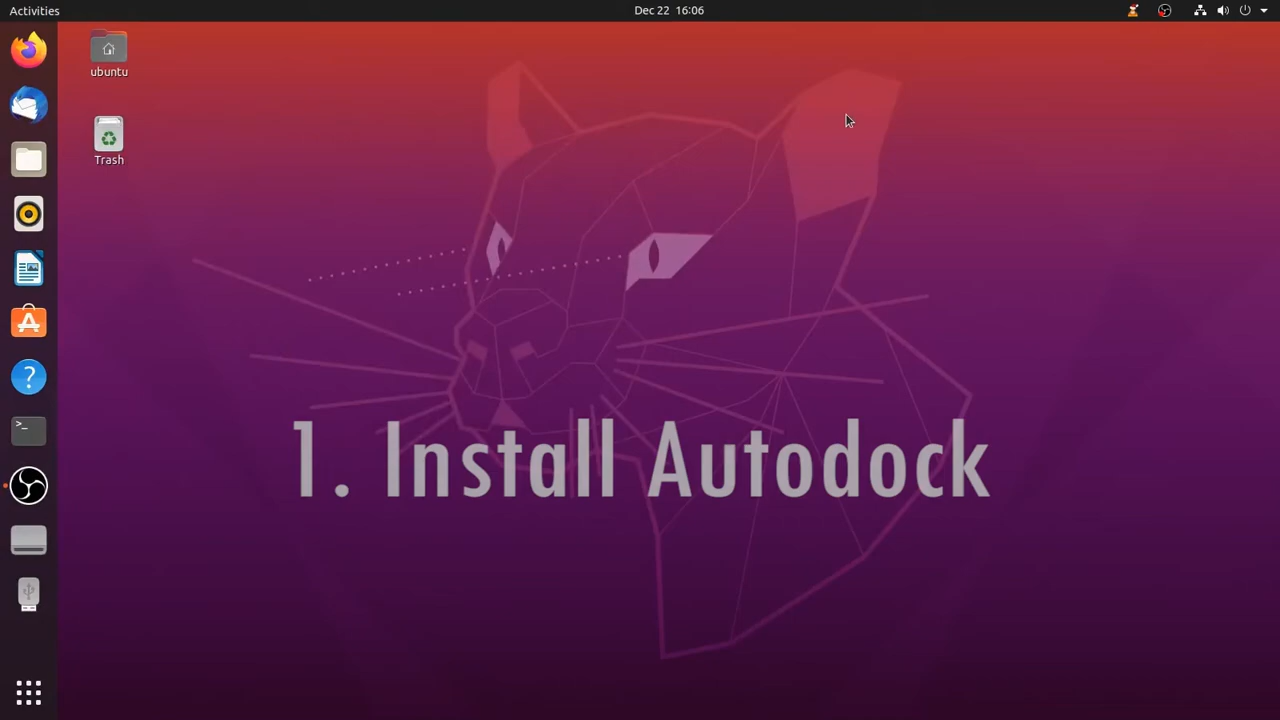 Activities
Dec 22 16:06
ubuntu
Trash
1. Install Autodock